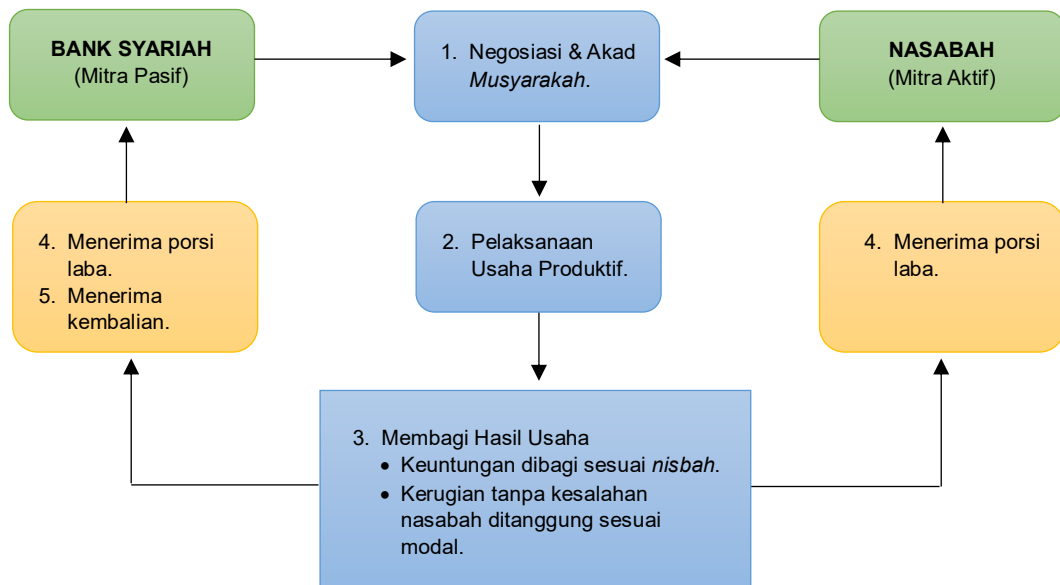 BANK SYARIAH
(Mitra Pasif)
1. Negosiasi & Akad
Musyarakah.
NASABAH
(Mitra Aktif)
4. Menerima porsi
laba.
5. Menerima
kembalian.
2. Pelaksanaan
Usaha Produktif.
4. Menerima porsi
laba.
3. Membagi Hasil Usaha
• Keuntungan dibagi sesuai nisbah.
• Kerugian tanpa kesalahan
nasabah ditanggung sesuai
modal.